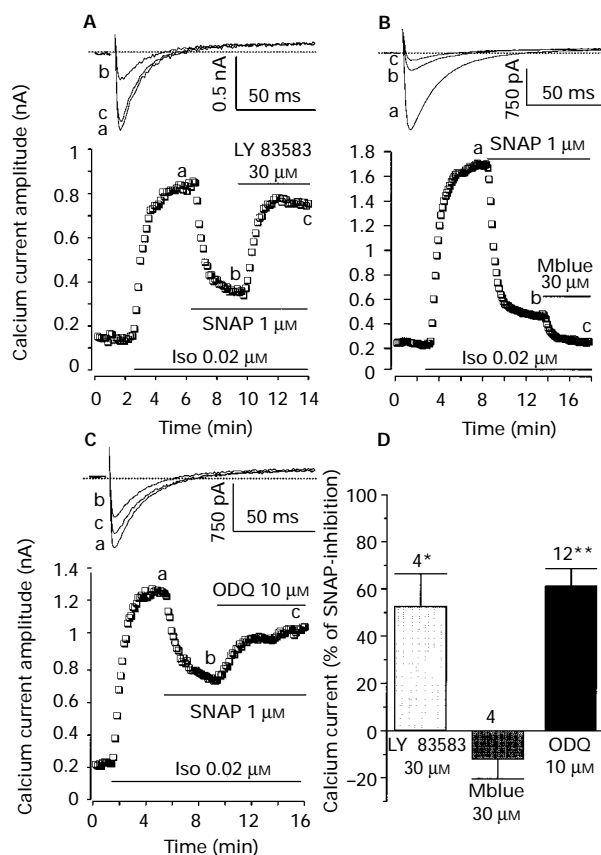 A
b
c
a
0.5 nA
50 ms
Calcium current amplitude (nA)
1
0.8
0.6
0.4
0.2
0
a
b
c
LY 83583
30 μM
SNAP 1 μM
Iso 0.02 μM
0 2 4 6 8 10 12 14
Time (min)
B
c
b
a
750 pA
50 ms
2
1.8
1.6
1.4
1.2
1
0.8
0.6
0.4
0.2
0
a
SNAP 1 μM
Mblue
30 μM
b
c
Iso 0.02 μM
0 4 8 12 16
Time (min)
C
b
c
a
750 pA
50 ms
Calcium current amplitude (nA)
1.4
1.2
1
0.8
0.6
0.4
0.2
0
a
ODQ 10 μM
c
b
SNAP 1 μM
Iso 0.02 μM
0 4 8 12 16
Time (min)
D
Calcium current (% of SNAP-inhibition)
100
80
60
40
20
0
–20
4*
4
12**
LY 83583
30 μM
Mblue
30 μM
ODQ
10 μM